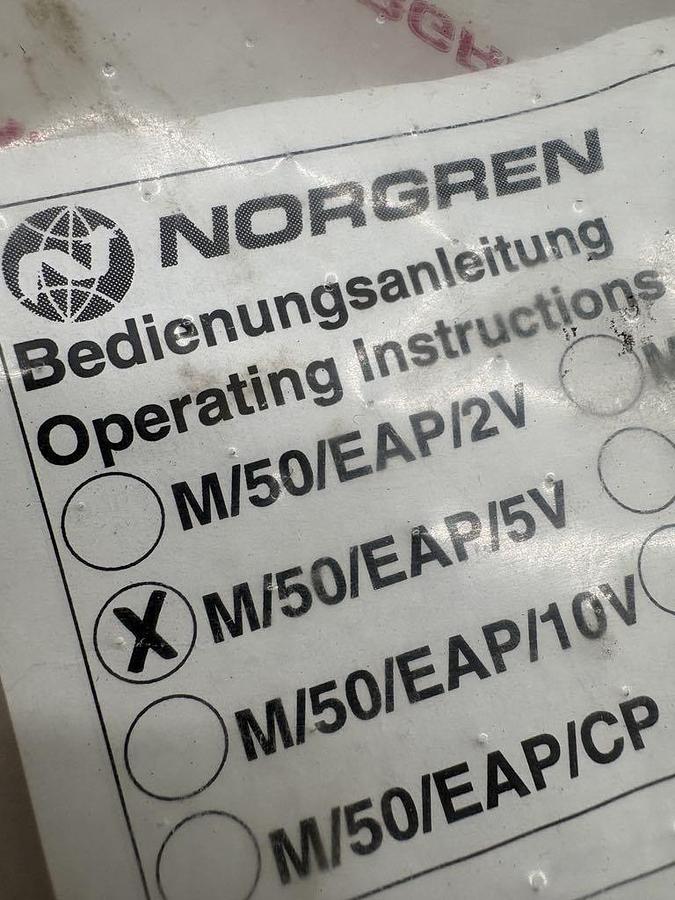 NORGREN
Bedienungsanleitung
Operating Instructions
M/50/EAP/2V M
X M/50/EAP/5V
M/50/EAP/10V
M/50/EAP/CP